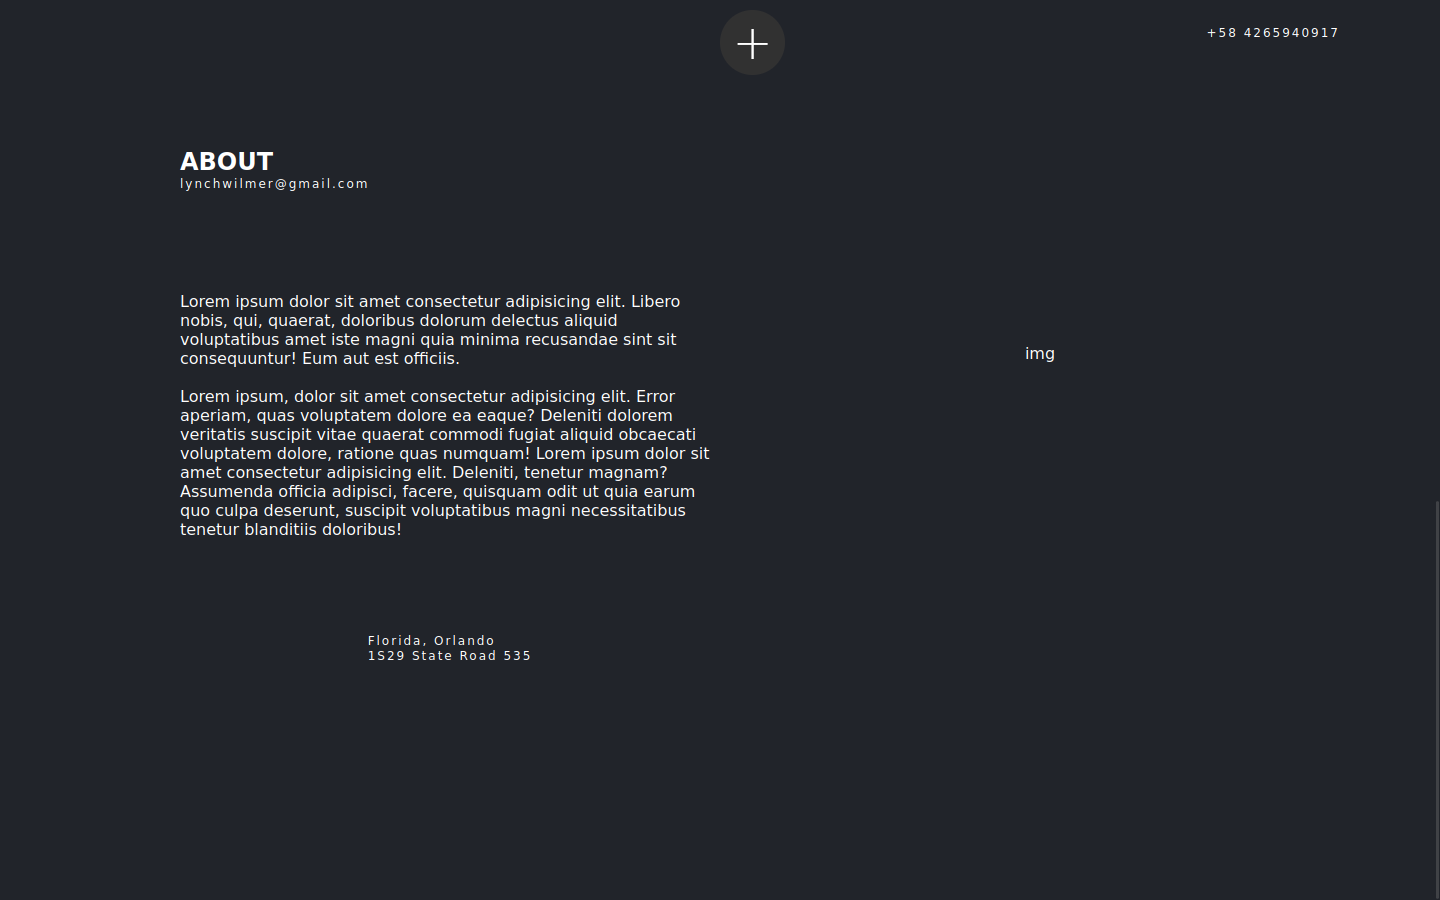 +58 4265940917
ABOUT
lynchwilmer@gmail.com
Lorem ipsum dolor sit amet consectetur adipisicing elit. Libero
nobis, qui, quaerat, doloribus dolorum delectus aliquid
voluptatibus amet iste magni quia minima recusandae sint sit
consequuntur! Eum aut est officiis.
img
Lorem ipsum, dolor sit amet consectetur adipisicing elit. Error
aperiam, quas voluptatem dolore ea eaque? Deleniti dolorem
veritatis suscipit vitae quaerat commodi fugiat aliquid obcaecati
voluptatem dolore, ratione quas numquam! Lorem ipsum dolor sit
amet consectetur adipisicing elit. Deleniti, tenetur magnam?
Assumenda officia adipisci, facere, quisquam odit ut quia earum
quo culpa deserunt, suscipit voluptatibus magni necessitatibus
tenetur blanditiis doloribus!
Florida, Orlando
1S29 State Road 535